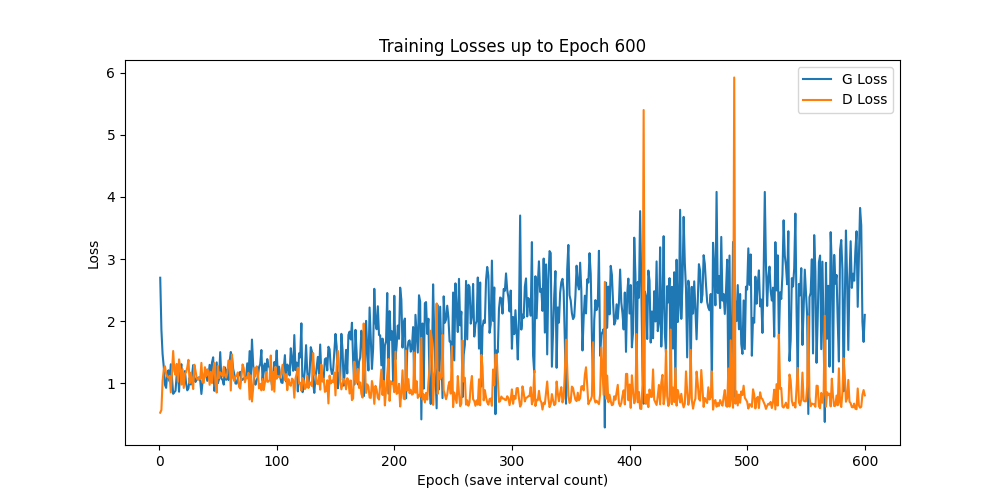 Training Losses up to Epoch 600
G Loss
D Loss
6
5
4
3
2
1
Loss
0 100 200 300 400 500 600
Epoch (save interval count)